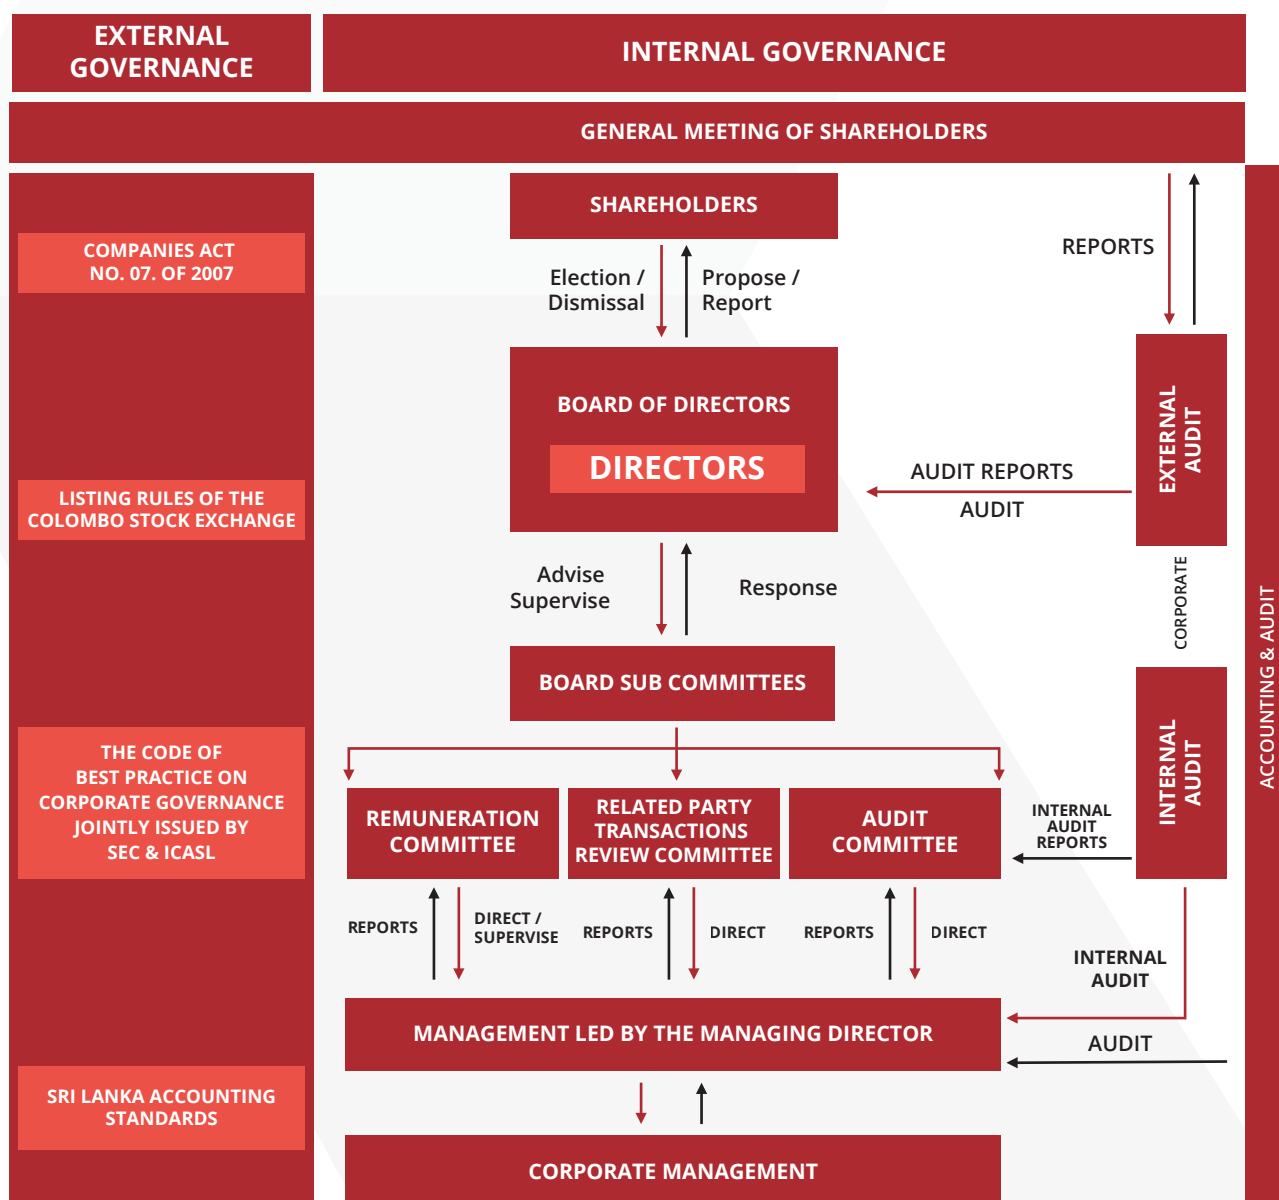 EXTERNAL
GOVERNANCE
INTERNAL GOVERNANCE
GENERAL MEETING OF SHAREHOLDERS
COMPANIES ACT
NO. 07. OF 2007
LISTING RULES OF THE
COLOMBO STOCK EXCHANGE
THE CODE OF
BEST PRACTICE ON
CORPORATE GOVERNANCE
JOINTLY ISSUED BY
SEC & ICASL
SRI LANKA ACCOUNTING
STANDARDS
SHAREHOLDERS
Election /
Dismissal
Propose /
Report
BOARD OF DIRECTORS
DIRECTORS
Advise
Supervise
Response
BOARD SUB COMMITTEES
REMUNERATION
COMMITTEE
RELATED PARTY
TRANSACTIONS
REVIEW COMMITTEE
AUDIT
COMMITTEE
REPORTS
DIRECT /
SUPERVISE
REPORTS
DIRECT
REPORTS
DIRECT
MANAGEMENT LED BY THE MANAGING DIRECTOR
CORPORATE MANAGEMENT
REPORTS
EXTERNAL
AUDIT
AUDIT REPORTS
AUDIT
CORPORATE
INTERNAL
AUDIT
INTERNAL
AUDIT
REPORTS
INTERNAL
AUDIT
AUDIT
ACCOUNTING & AUDIT